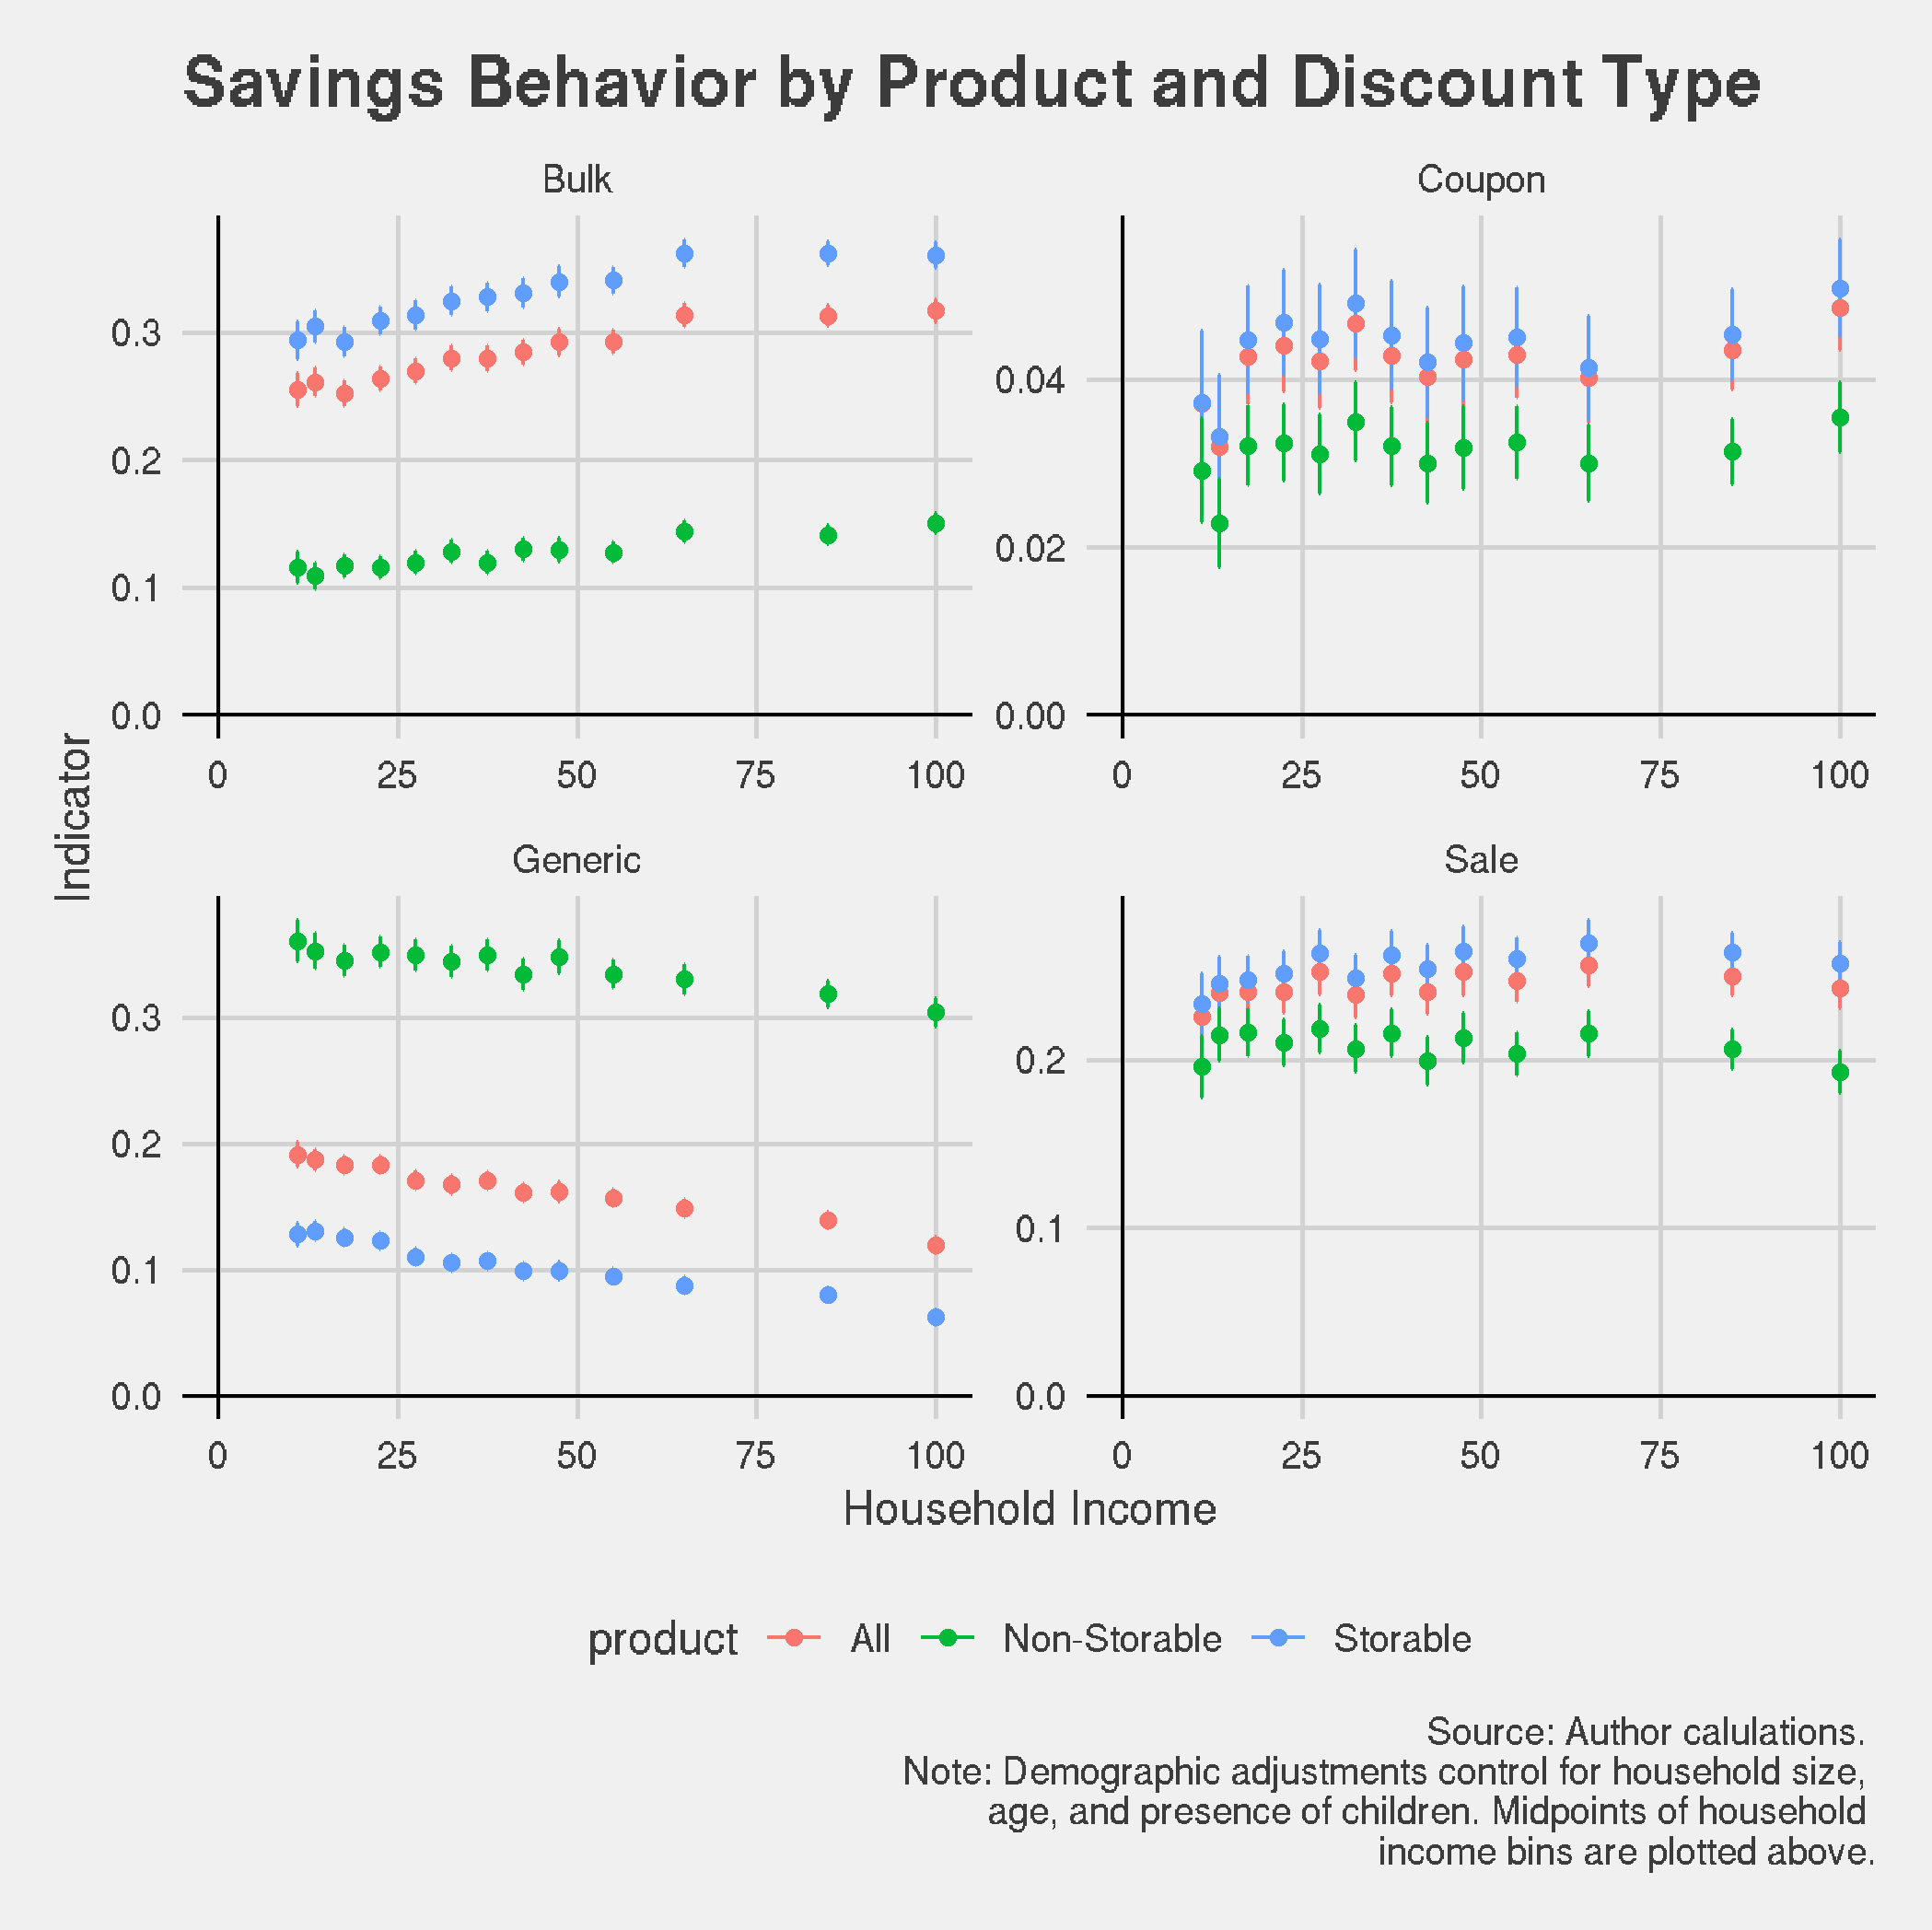 Savings Behavior by Product and Discount Type
Bulk
Coupon
0.3
0.2
0.1
0.0
0.04
0.02
0.00
0 25 50 75 100
0 25 50 75 100
Indicator
Generic
Sale
0.3
0.2
0.1
0.0
0.2
0.1
0.0
0 25 50 75 100
0 25 50 75 100
Household Income
product All Non-Storable Storable
Source: Author calulations.
Note: Demographic adjustments control for household size,
age, and presence of children. Midpoints of household
income bins are plotted above.